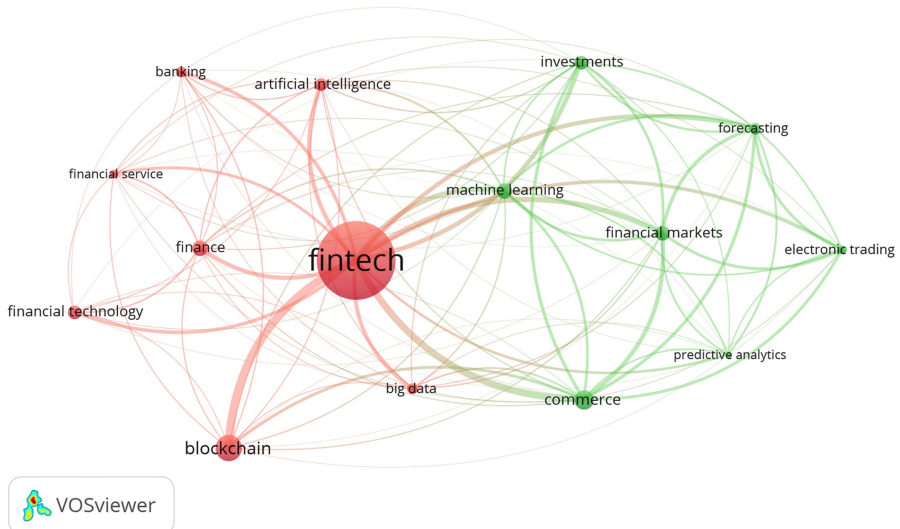 investments
banking
artificial intelligence
forecasting
financial service
machine learning
financial markets
finance
electronic trading
fintech
financial technology
predictive analytics
big data
commerce
blockchain
VOSviewer